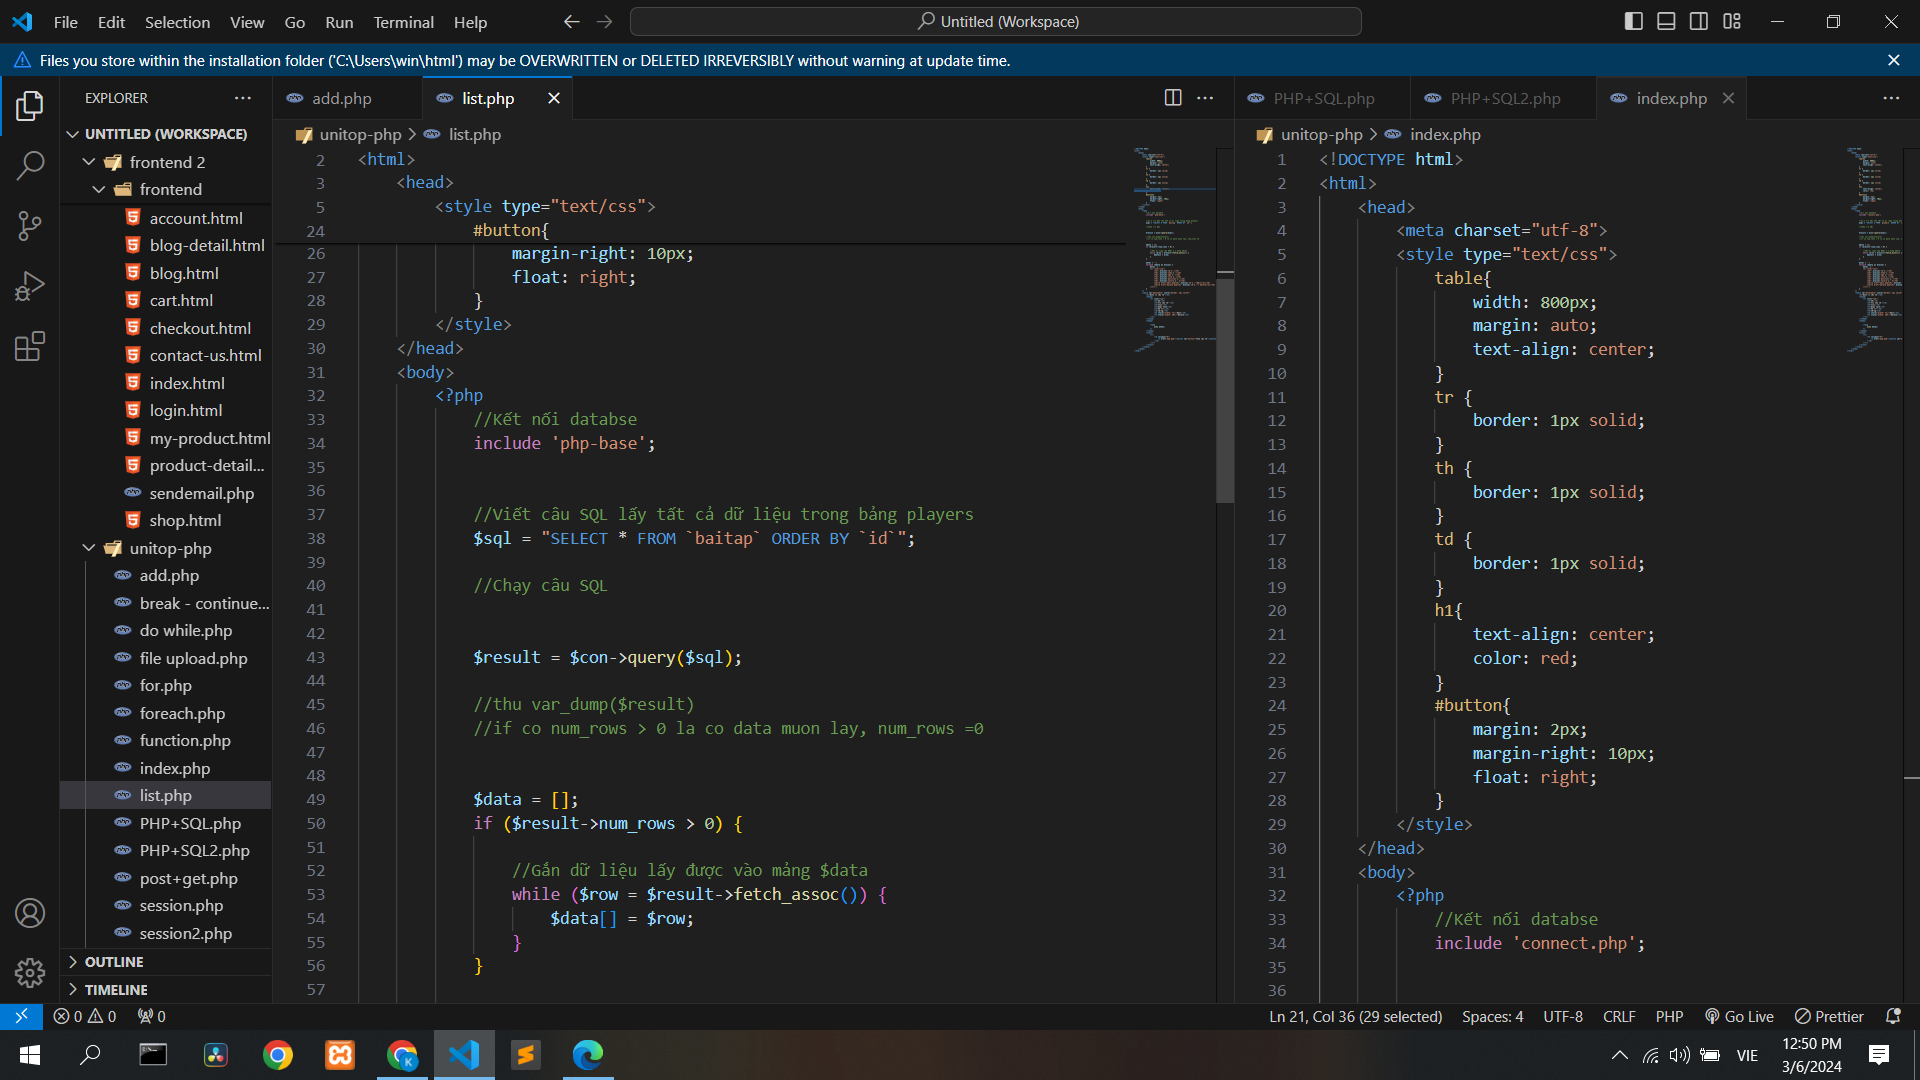 File Edit Selection View Go Run Terminal Help
Untitled (Workspace)
Files you store within the installation folder ('C:\Users\win\html') may be OVERWRITTEN or DELETED IRREVERSIBLY without warning at update time.
EXPLORER
UNTITLED (WORKSPACE)
frontend 2
frontend
account.html
blog-detail.html
blog.html
cart.html
checkout.html
contact-us.html
index.html
login.html
my-product.html
product-detail...
sendemail.php
shop.html
unitop-php
add.php
break - continue...
do while.php
file upload.php
for.php
foreach.php
function.php
index.php
list.php
PHP+SQL.php
PHP+SQL2.php
post+get.php
session.php
session2.php
OUTLINE
TIMELINE
add.php list.php
unitop-php > list.php
2 <html>
3 <head>
5 <style type="text/css">
24 #button{
26 margin-right: 10px;
27 float: right;
28 }
29 </style>
30 </head>
31 <body>
32 <?php
33 //Kết nối databse
34 include 'php-base';
35
36
37 //Viết câu SQL lấy tất cả dữ liệu trong bảng players
38 $sql = "SELECT * FROM `baitap` ORDER BY `id`";
39
40 //Chạy câu SQL
41
42
43 $result = $con->query($sql);
44
45 //thu var_dump($result)
46 //if co num_rows > 0 la co data muon lay, num_rows =0
47
48
49 $data = [];
50 if ($result->num_rows > 0) {
51
52 //Gắn dữ liệu lấy được vào mảng $data
53 while ($row = $result->fetch_assoc()) {
54 $data[] = $row;
55 }
56 }
57
PHP+SQL.php PHP+SQL2.php index.php
unitop-php > index.php
1 <!DOCTYPE html>
2 <html>
3 <head>
4 <meta charset="utf-8">
5 <style type="text/css">
6 table{
7 width: 800px;
8 margin: auto;
9 text-align: center;
10 }
11 tr {
12 border: 1px solid;
13 }
14 th {
15 border: 1px solid;
16 }
17 td {
18 border: 1px solid;
19 }
20 h1{
21 text-align: center;
22 color: red;
23 }
24 #button{
25 margin: 2px;
26 margin-right: 10px;
27 float: right;
28 }
29 </style>
30 </head>
31 <body>
32 <?php
33 //Kết nối databse
34 include 'connect.php';
35
36
0 0 0
Ln 21, Col 36 (29 selected) Spaces: 4 UTF-8 CRLF PHP Go Live Prettier
VIE
12:50 PM
3/6/2024